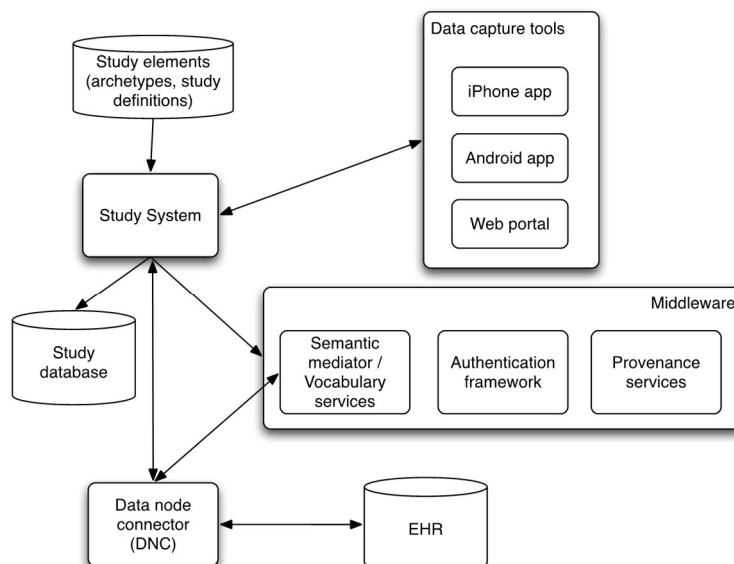 Study elements
(archetypes, study
definitions)
Data capture tools
iPhone app
Android app
Web portal
Study System
Middleware
Study
database
Semantic
mediator /
Vocabulary
services
Authentication
framework
Provenance
services
Data node
connector
(DNC)
EHR